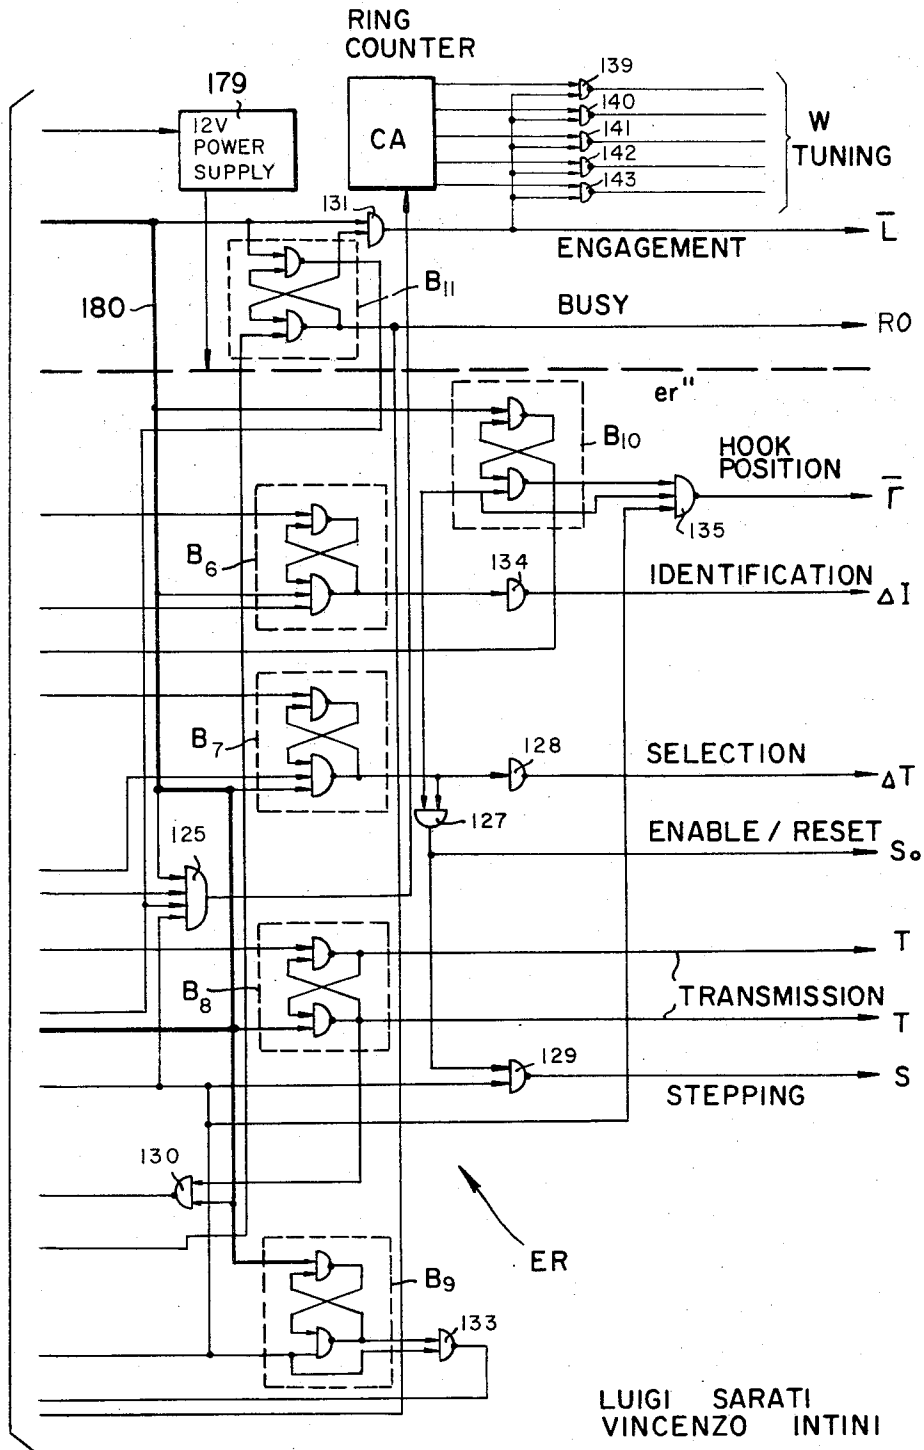 RING
COUNTER
179
12V
POWER
SUPPLY
CA
139
140
141
142
143
W
TUNING
131
L̅
ENGAGEMENT
B11
180
BUSY
RO
er"
B10
HOOK
POSITION
r̅
135
B6
134
IDENTIFICATION
ΔI
B7
128
SELECTION
ΔT
127
125
ENABLE / RESET
So
T
B8
TRANSMISSION
T
129
S
STEPPING
130
ER
B9
133
LUIGI SARATI
VINCENZO INTINI